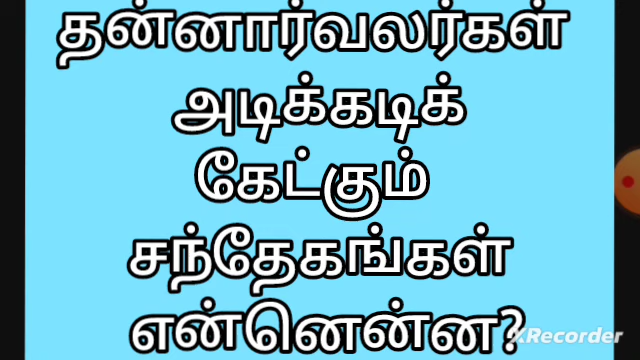 தன்னார்வலர்கள்
அடிக்கடிக்
கேட்கும்
சந்தேகங்கள்
என்னென்ன?
XRecorder